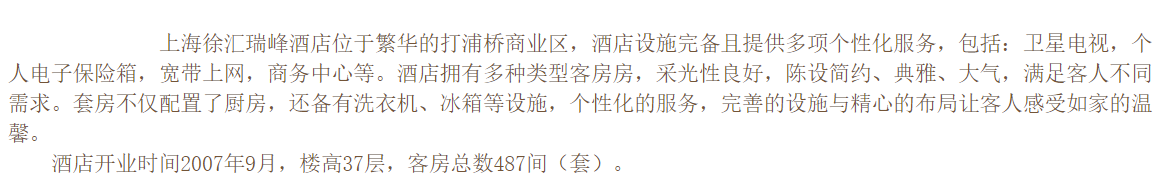 上海徐汇瑞峰酒店位于繁华的打浦桥商业区，酒店设施完备且提供多项个性化服务，包括：卫星电视，个
人电子保险箱，宽带上网，商务中心等。酒店拥有多种类型客房房，采光性良好，陈设简约、典雅、大气，满足客人不同
需求。套房不仅配置了厨房，还备有洗衣机、冰箱等设施，个性化的服务，完善的设施与精心的布局让客人感受如家的温
馨。
酒店开业时间2007年9月，楼高37层，客房总数487间（套）。